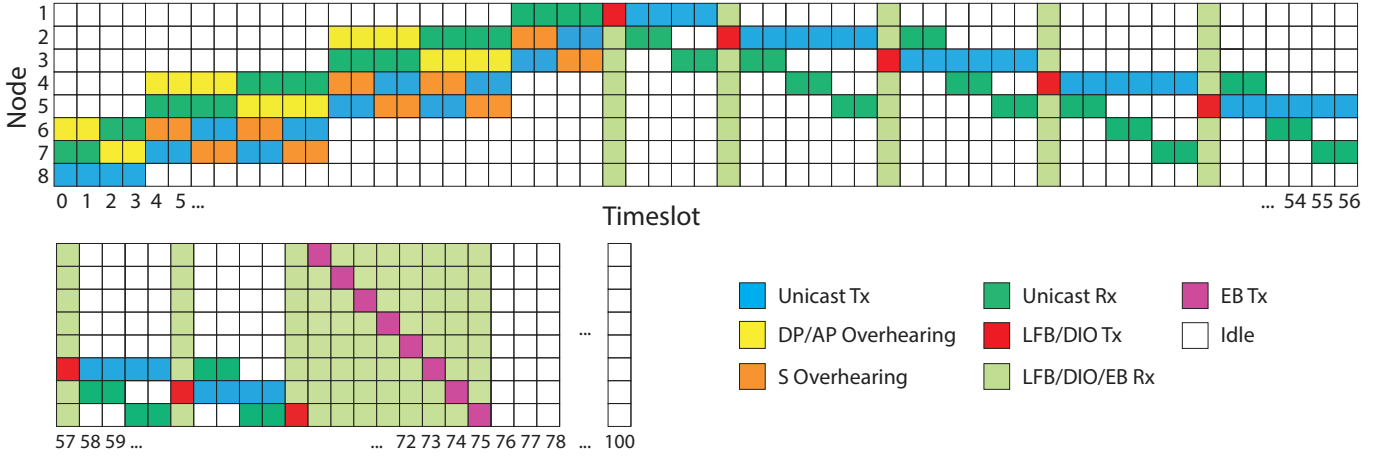 Node
1
2
3
4
5
6
7
8
0 1 2 3 4 5 ... ... 54 55 56
Timeslot
57 58 59 ... ... 72 73 74 75 76 77 78 ... 100
...
Unicast Tx Unicast Rx EB Tx
DP/AP Overhearing LFB/DIO Tx Idle
S Overhearing LFB/DIO/EB Rx